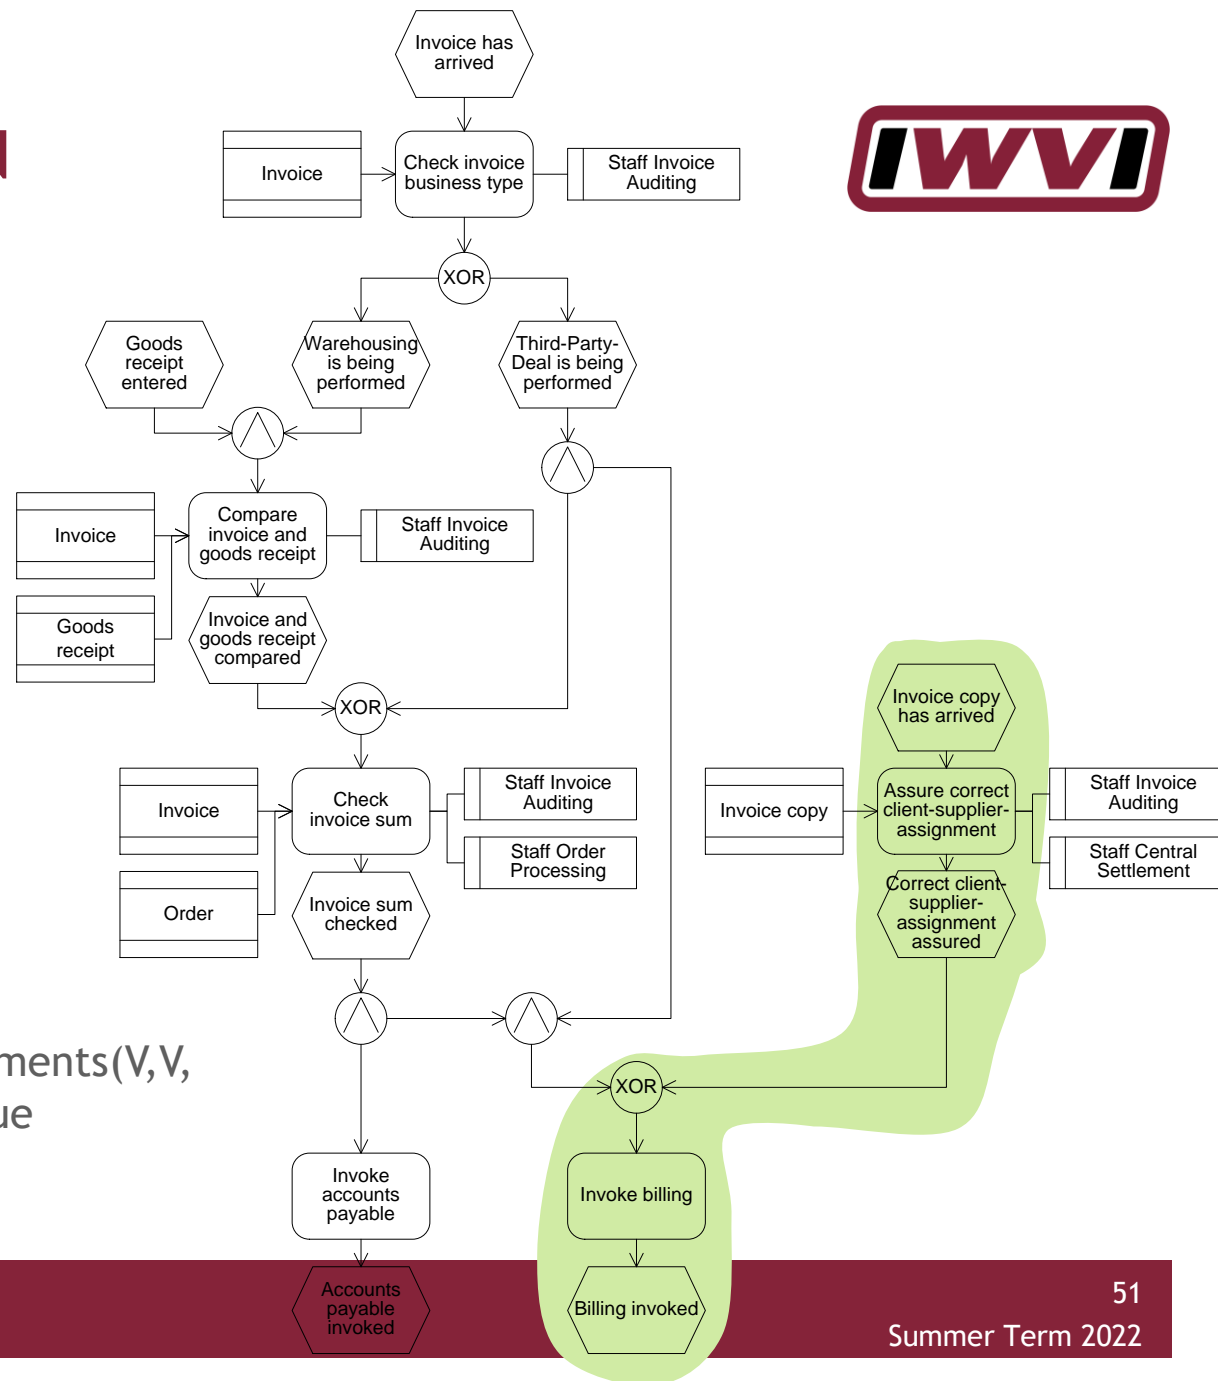 Invoice has
arrived
IWVI
Invoice
Check invoice
business type
Staff Invoice
Auditing
XOR
Goods
receipt
entered
Warehousing
is being
performed
Third-Party-
Deal is being
performed
Invoice
Compare
invoice and
goods receipt
Staff Invoice
Auditing
Goods
receipt
Invoice and
goods receipt
compared
XOR
Invoice copy
has arrived
Invoice
Check
invoice sum
Staff Invoice
Auditing
Staff Order
Processing
Invoice copy
Assure correct
client-supplier-
assignment
Staff Invoice
Auditing
Staff Central
Settlement
Order
Invoice sum
checked
Correct client-
supplier-
assignment
assured
ments(V,V,
ue
XOR
Invoke
accounts
payable
Invoke billing
Accounts
payable
invoked
Billing invoked
51
Summer Term 2022